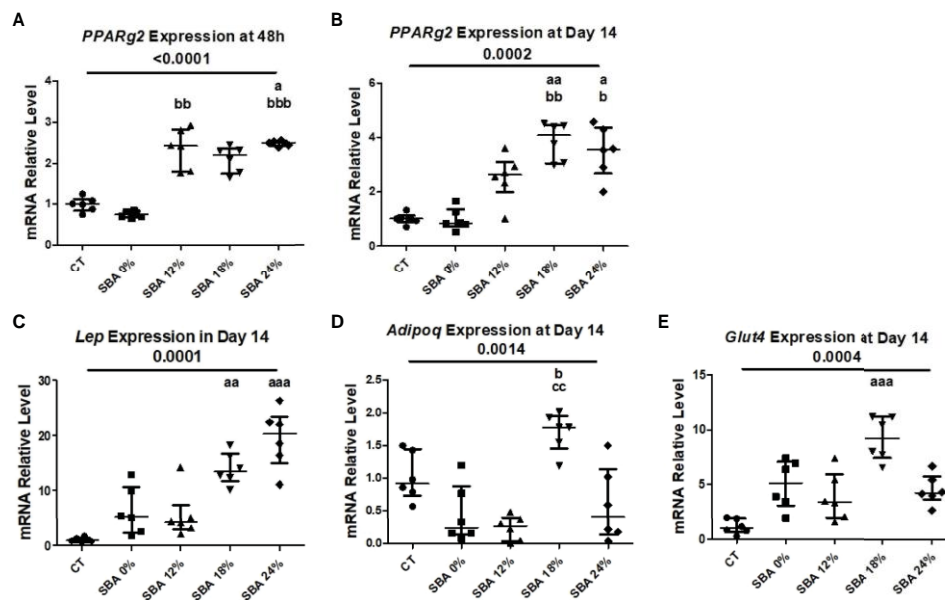 A
PPARg2 Expression at 48h
<0.0001
a
bb
bbb
mRNA Relative Level
4
3
2
1
0
CT
SBA 0%
SBA 12%
SBA 18%
SBA 24%
B
PPARg2 Expression at Day 14
0.0002
aa
a
bb
b
mRNA Relative Level
6
4
2
0
CT
SBA 0%
SBA 12%
SBA 18%
SBA 24%
C
Lep Expression in Day 14
0.0001
aa
aaa
mRNA Relative Level
30
20
10
0
CT
SBA 0%
SBA 12%
SBA 18%
SBA 24%
D
Adipoq Expression at Day 14
0.0014
b
cc
mRNA Relative Level
2.5
2.0
1.5
1.0
0.5
0.0
CT
SBA 0%
SBA 12%
SBA 18%
SBA 24%
E
Glut4 Expression at Day 14
0.0004
aaa
mRNA Relative Level
15
10
5
0
CT
SBA 0%
SBA 12%
SBA 18%
SBA 24%